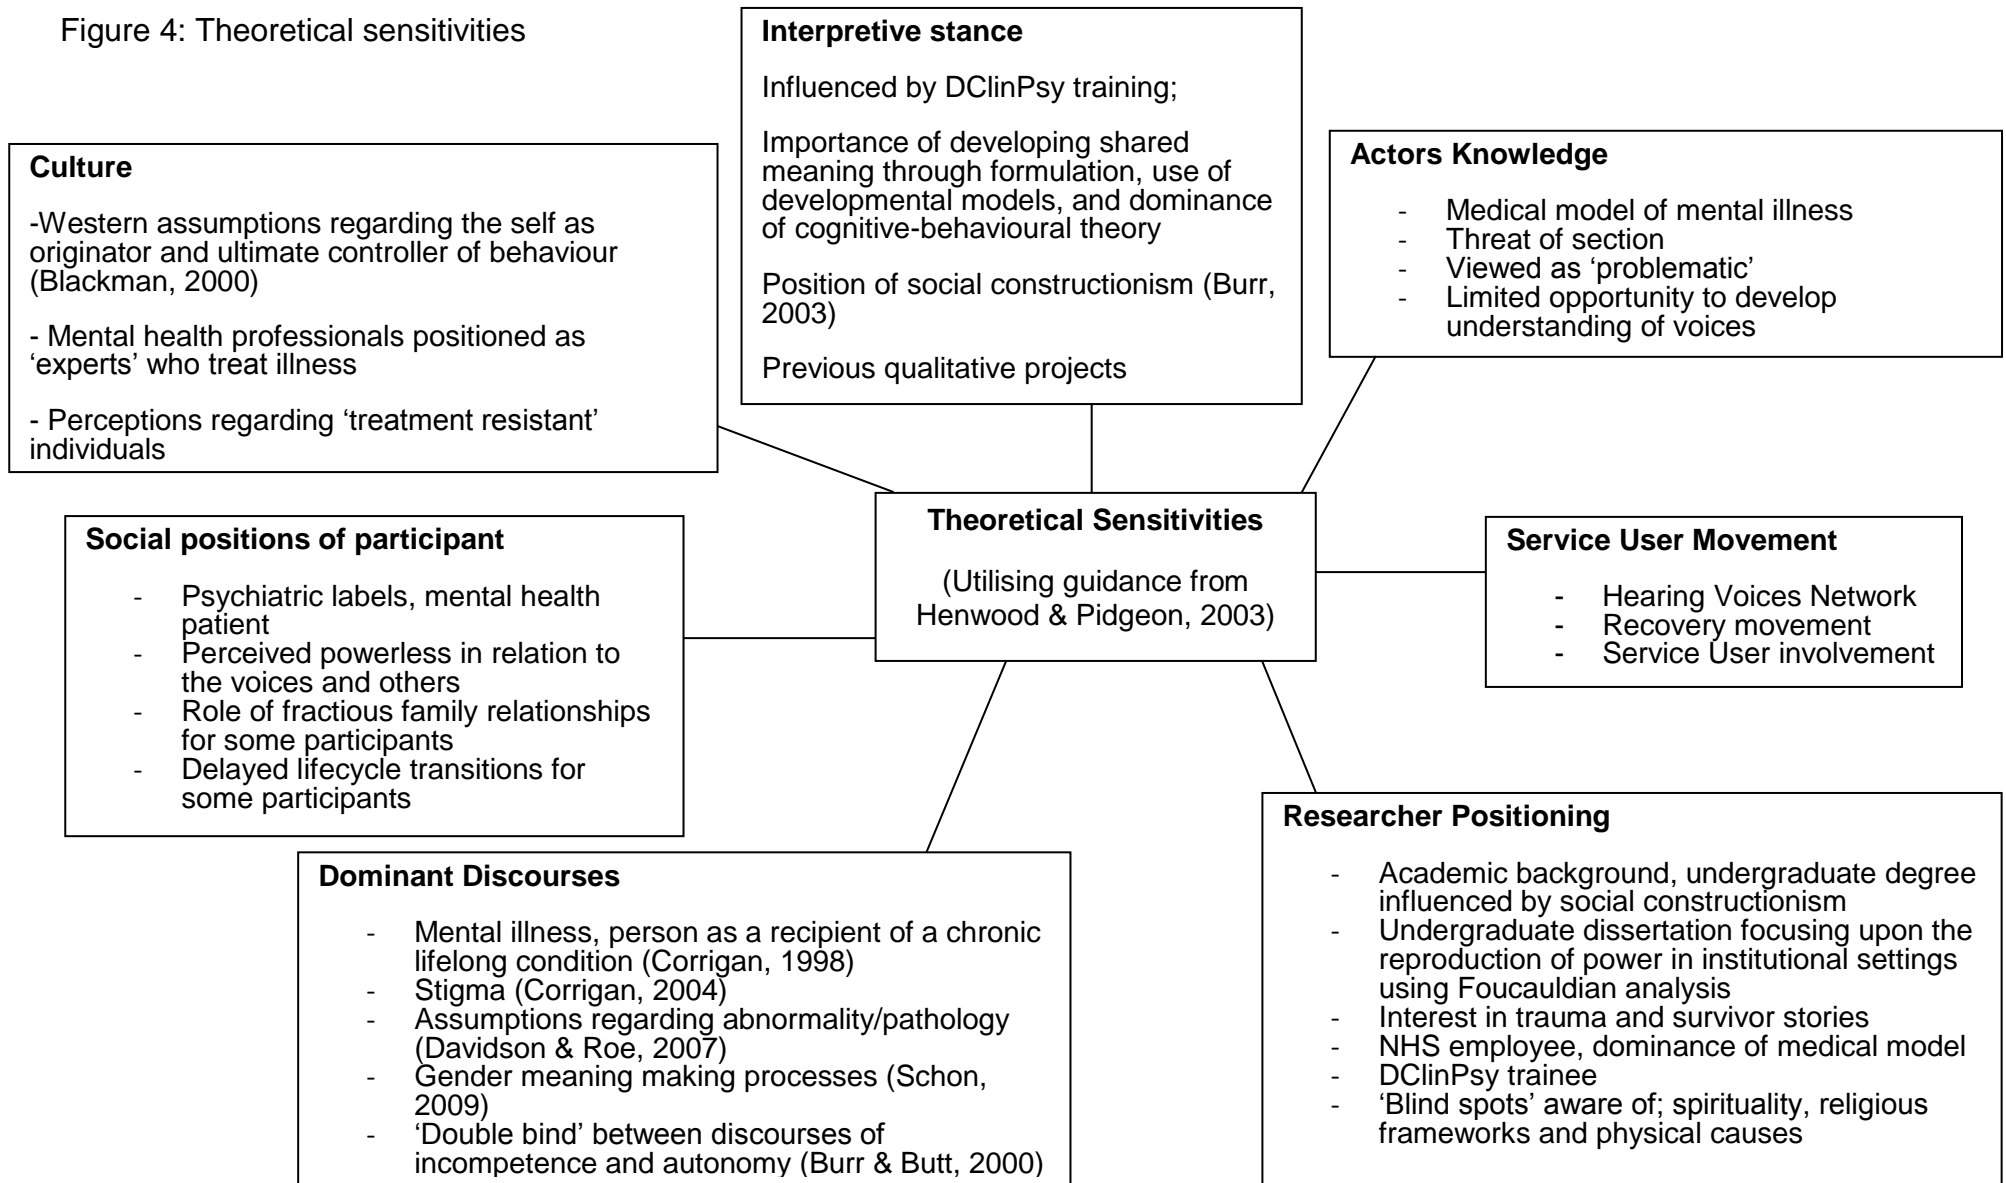 Figure 4: Theoretical sensitivities
Interpretive stance
Influenced by DClinPsy training;
Importance of developing shared
meaning through formulation, use of
developmental models, and dominance
of cognitive-behavioural theory
Position of social constructionism (Burr,
2003)
Previous qualitative projects
Culture
-Western assumptions regarding the self as
originator and ultimate controller of behaviour
(Blackman, 2000)
- Mental health professionals positioned as
‘experts’ who treat illness
- Perceptions regarding ‘treatment resistant’
individuals
Actors Knowledge
- Medical model of mental illness
- Threat of section
- Viewed as ‘problematic’
- Limited opportunity to develop
understanding of voices
Social positions of participant
- Psychiatric labels, mental health
patient
- Perceived powerless in relation to
the voices and others
- Role of fractious family relationships
for some participants
- Delayed lifecycle transitions for
some participants
Theoretical Sensitivities
(Utilising guidance from
Henwood & Pidgeon, 2003)
Service User Movement
- Hearing Voices Network
- Recovery movement
- Service User involvement
Dominant Discourses
- Mental illness, person as a recipient of a chronic
lifelong condition (Corrigan, 1998)
- Stigma (Corrigan, 2004)
- Assumptions regarding abnormality/pathology
(Davidson & Roe, 2007)
- Gender meaning making processes (Schon,
2009)
- ‘Double bind’ between discourses of
incompetence and autonomy (Burr & Butt, 2000)
Researcher Positioning
- Academic background, undergraduate degree
influenced by social constructionism
- Undergraduate dissertation focusing upon the
reproduction of power in institutional settings
using Foucauldian analysis
- Interest in trauma and survivor stories
- NHS employee, dominance of medical model
- DClinPsy trainee
- ‘Blind spots’ aware of; spirituality, religious
frameworks and physical causes